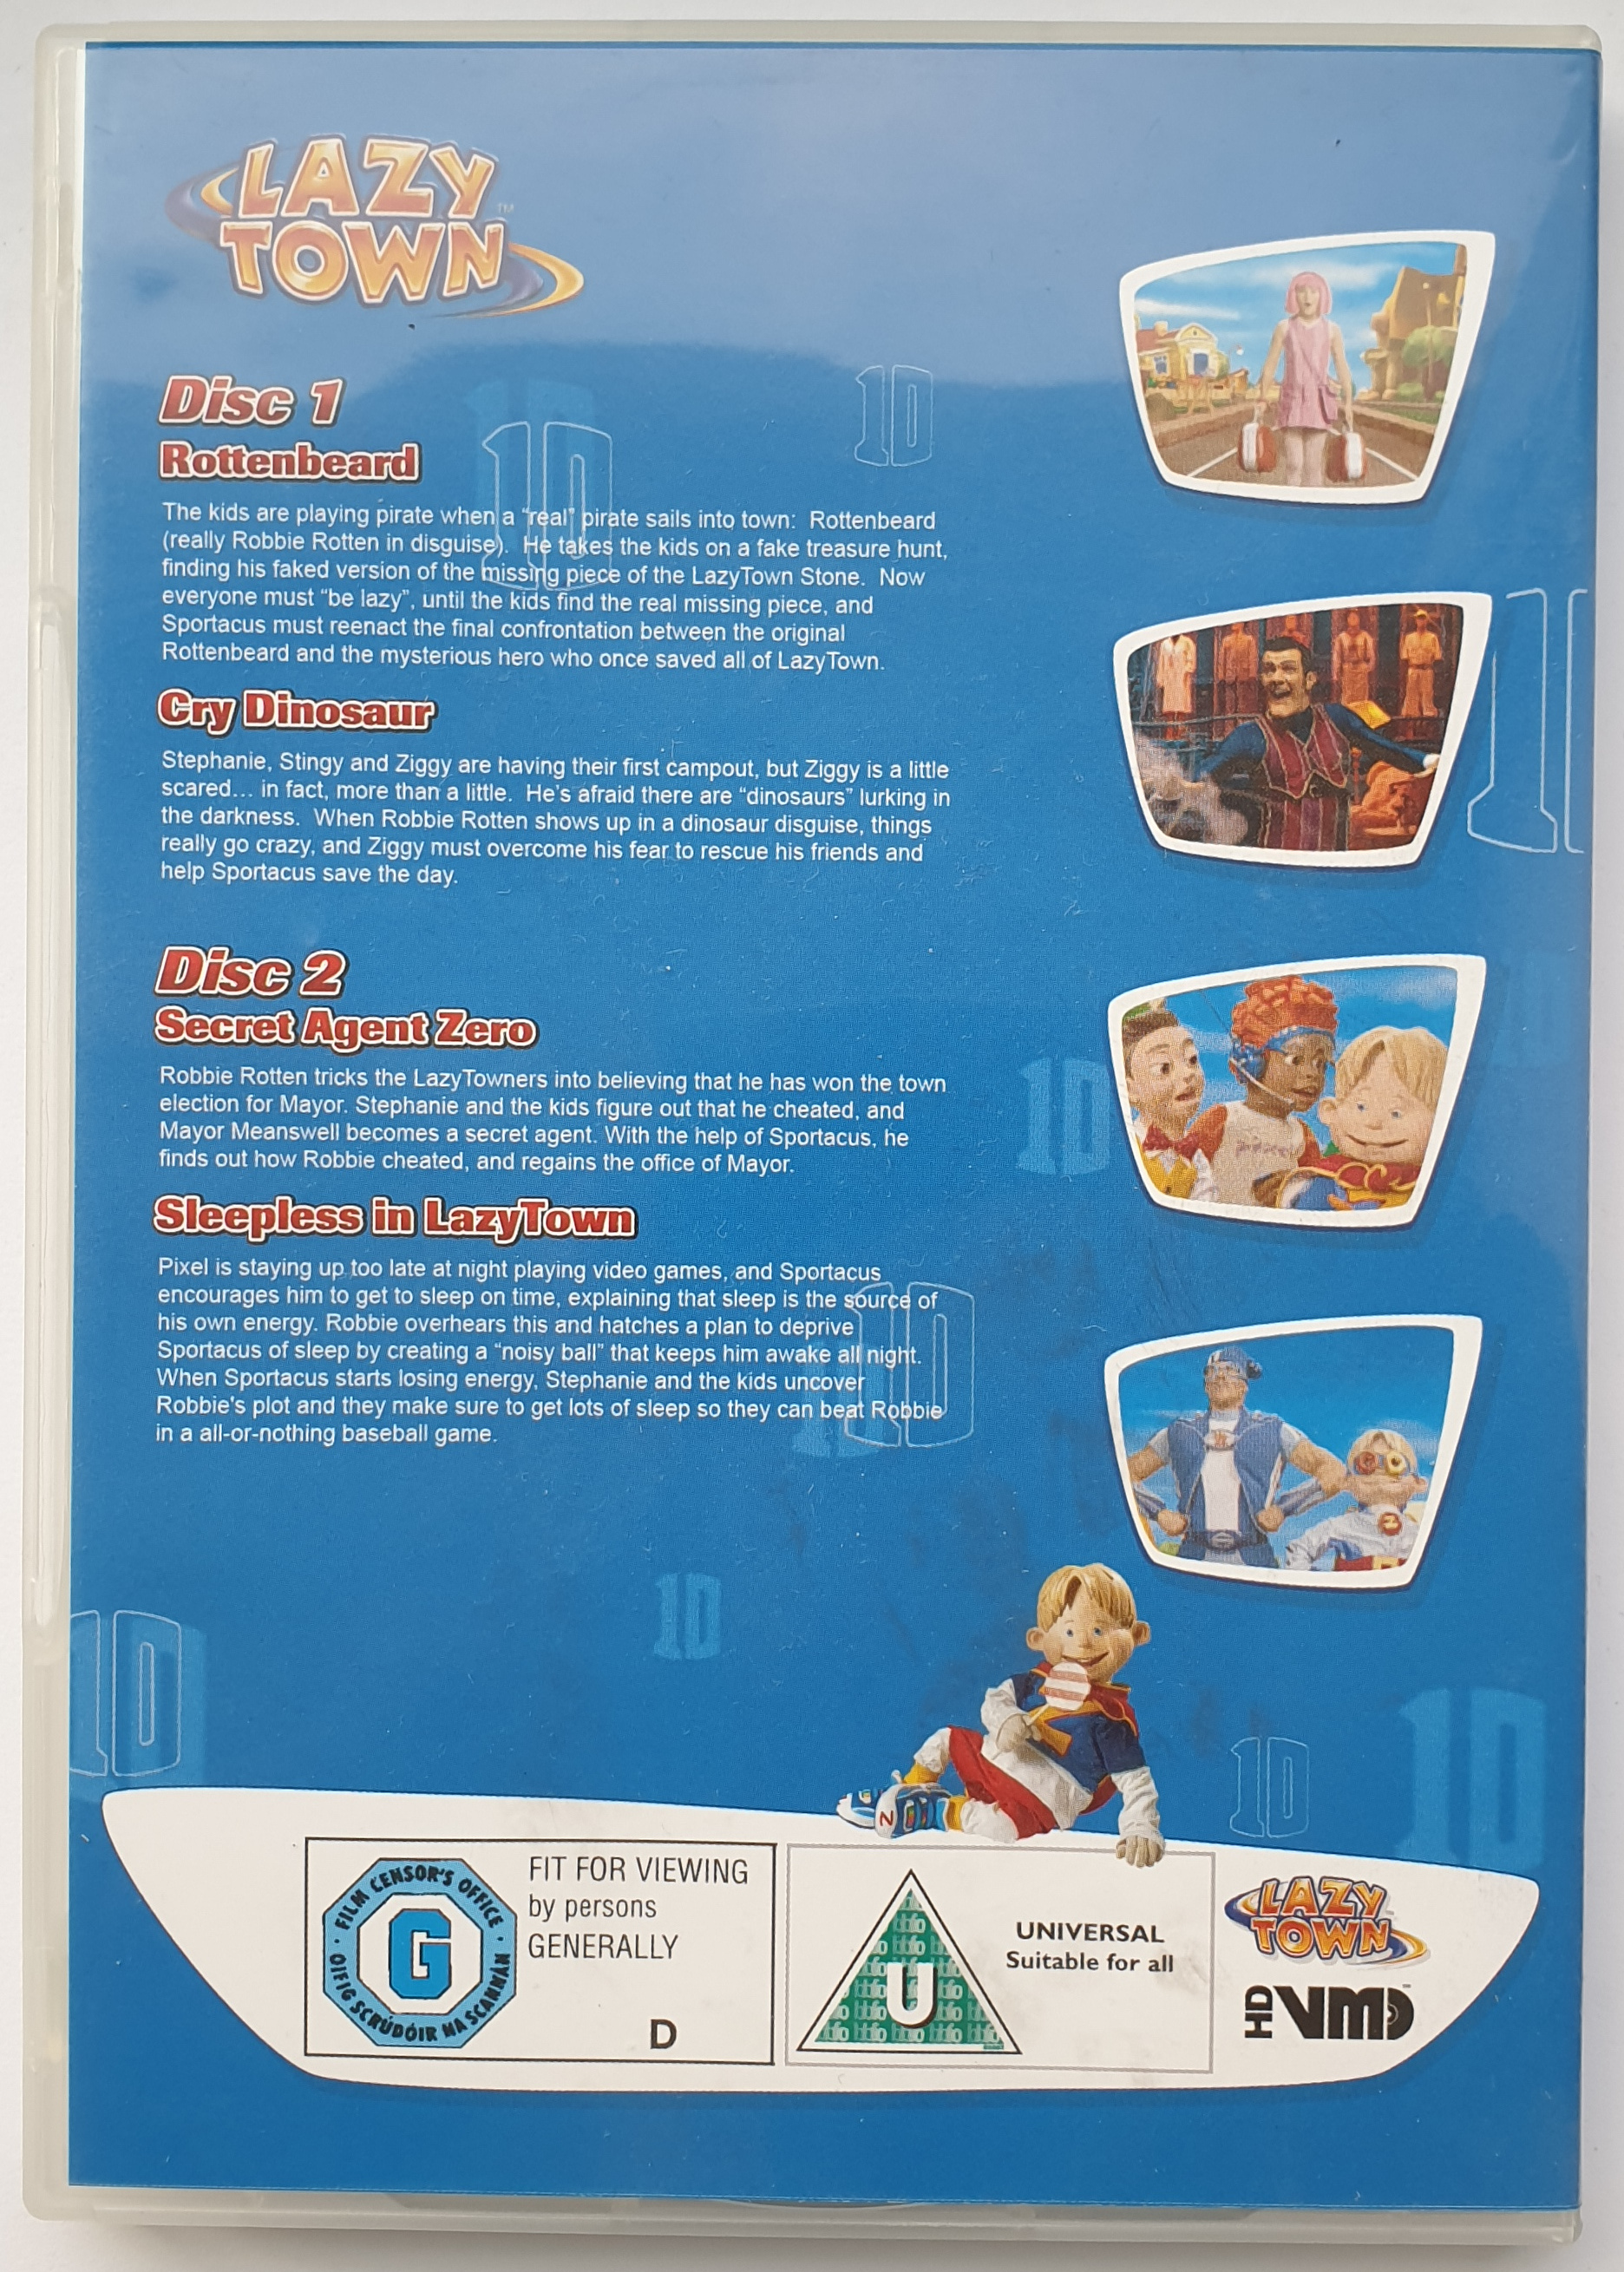 LAZY
TOWN™
Disc 1
Rottenbeard
The kids are playing pirate when a “real” pirate sails into town: Rottenbeard
(really Robbie Rotten in disguise). He takes the kids on a fake treasure hunt,
finding his faked version of the missing piece of the LazyTown Stone. Now
everyone must “be lazy”, until the kids find the real missing piece, and
Sportacus must reenact the final confrontation between the original
Rottenbeard and the mysterious hero who once saved all of LazyTown.
Cry Dinosaur
Stephanie, Stingy and Ziggy are having their first campout, but Ziggy is a little
scared... in fact, more than a little. He's afraid there are “dinosaurs” lurking in
the darkness. When Robbie Rotten shows up in a dinosaur disguise, things
really go crazy, and Ziggy must overcome his fear to rescue his friends and
help Sportacus save the day.
Disc 2
Secret Agent Zero
Robbie Rotten tricks the LazyTowners into believing that he has won the town
election for Mayor. Stephanie and the kids figure out that he cheated, and
Mayor Meanswell becomes a secret agent. With the help of Sportacus, he
finds out how Robbie cheated, and regains the office of Mayor.
Sleepless in LazyTown
Pixel is staying up too late at night playing video games, and Sportacus
encourages him to get to sleep on time, explaining that sleep is the source of
his own energy. Robbie overhears this and hatches a plan to deprive
Sportacus of sleep by creating a “noisy ball” that keeps him awake all night.
When Sportacus starts losing energy, Stephanie and the kids uncover
Robbie's plot and they make sure to get lots of sleep so they can beat Robbie
in a all-or-nothing baseball game.
10
10
10
10
10
10
10
10
FILM CENSOR'S OFFICE
G
OIFIG SCRÚDÓIR NA SCANNÁN
FIT FOR VIEWING
by persons
GENERALLY
D
U
bbfc
UNIVERSAL
Suitable for all
LAZY
TOWN
HD VMD™